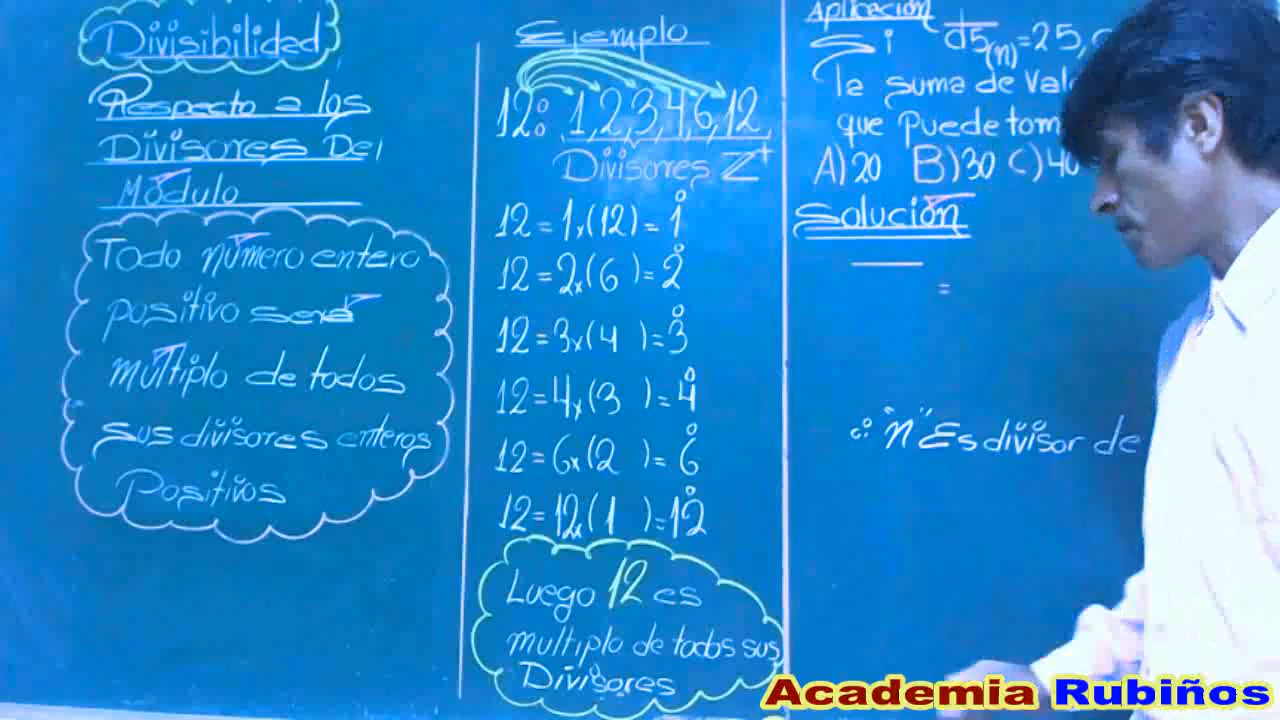 Divisibilidad
Respecto a los
Divisores Del
Módulo
Todo número entero
positivo será
múltiplo de todos
sus divisores enteros
Positivos
Ejemplo
12: 1, 2, 3, 4, 6, 12,
Divisores Z⁺
12 = 1x(12) = 1̊
12 = 2x(6 ) = 2̊
12 = 3x(4 ) = 3̊
12 = 4x(3 ) = 4̊
12 = 6x(2 ) = 6̊
12 = 12x(1 ) = 12̊
Luego 12 es
multiplo de todos sus
Divisores
Aplicación
Si d5(n) = 25,
la suma de
que puede
A) 20 B) 30 C) 40
Solución
=
∴ "n" Es divisor de
Academia Rubiños